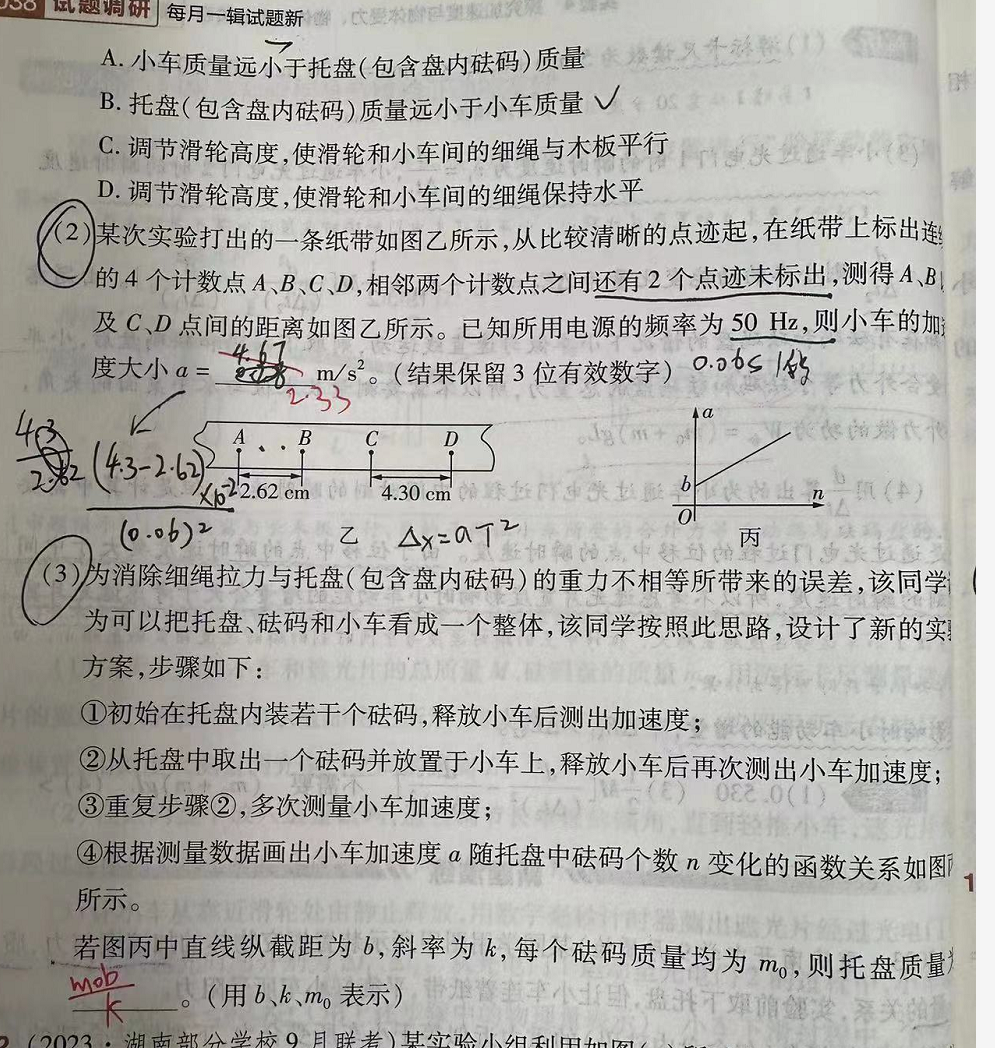 038 试题调研 每月一辑试题新
A. 小车质量远小于托盘(包含盘内砝码)质量
B. 托盘(包含盘内砝码)质量远小于小车质量 ✓
C. 调节滑轮高度,使滑轮和小车间的细绳与木板平行
D. 调节滑轮高度,使滑轮和小车间的细绳保持水平
(2)某次实验打出的一条纸带如图乙所示,从比较清晰的点迹起,在纸带上标出连
的4个计数点A、B、C、D,相邻两个计数点之间还有2个点迹未标出,测得A、B
及C、D点间的距离如图乙所示。已知所用电源的频率为50 Hz,则小车的加
4.67
度大小a= m/s²。(结果保留3位有效数字) 0.06s
2.33
4.3
2.62
(4.3-2.62)×10⁻²
(0.06)²
A B C D
2.62 cm 4.30 cm
乙 Δx=aT²
a
b
O n
丙
(3)为消除细绳拉力与托盘(包含盘内砝码)的重力不相等所带来的误差,该同学
为可以把托盘、砝码和小车看成一个整体,该同学按照此思路,设计了新的实
方案,步骤如下:
①初始在托盘内装若干个砝码,释放小车后测出加速度;
②从托盘中取出一个砝码并放置于小车上,释放小车后再次测出小车加速度;
③重复步骤②,多次测量小车加速度;
④根据测量数据画出小车加速度a随托盘中砝码个数n变化的函数关系如图
所示。
若图丙中直线纵截距为b,斜率为k,每个砝码质量均为m₀,则托盘质量
m₀b
k
。(用b、k、m₀表示)
2 (2023·湖南部分学校9月联考)某实验小组利用如图